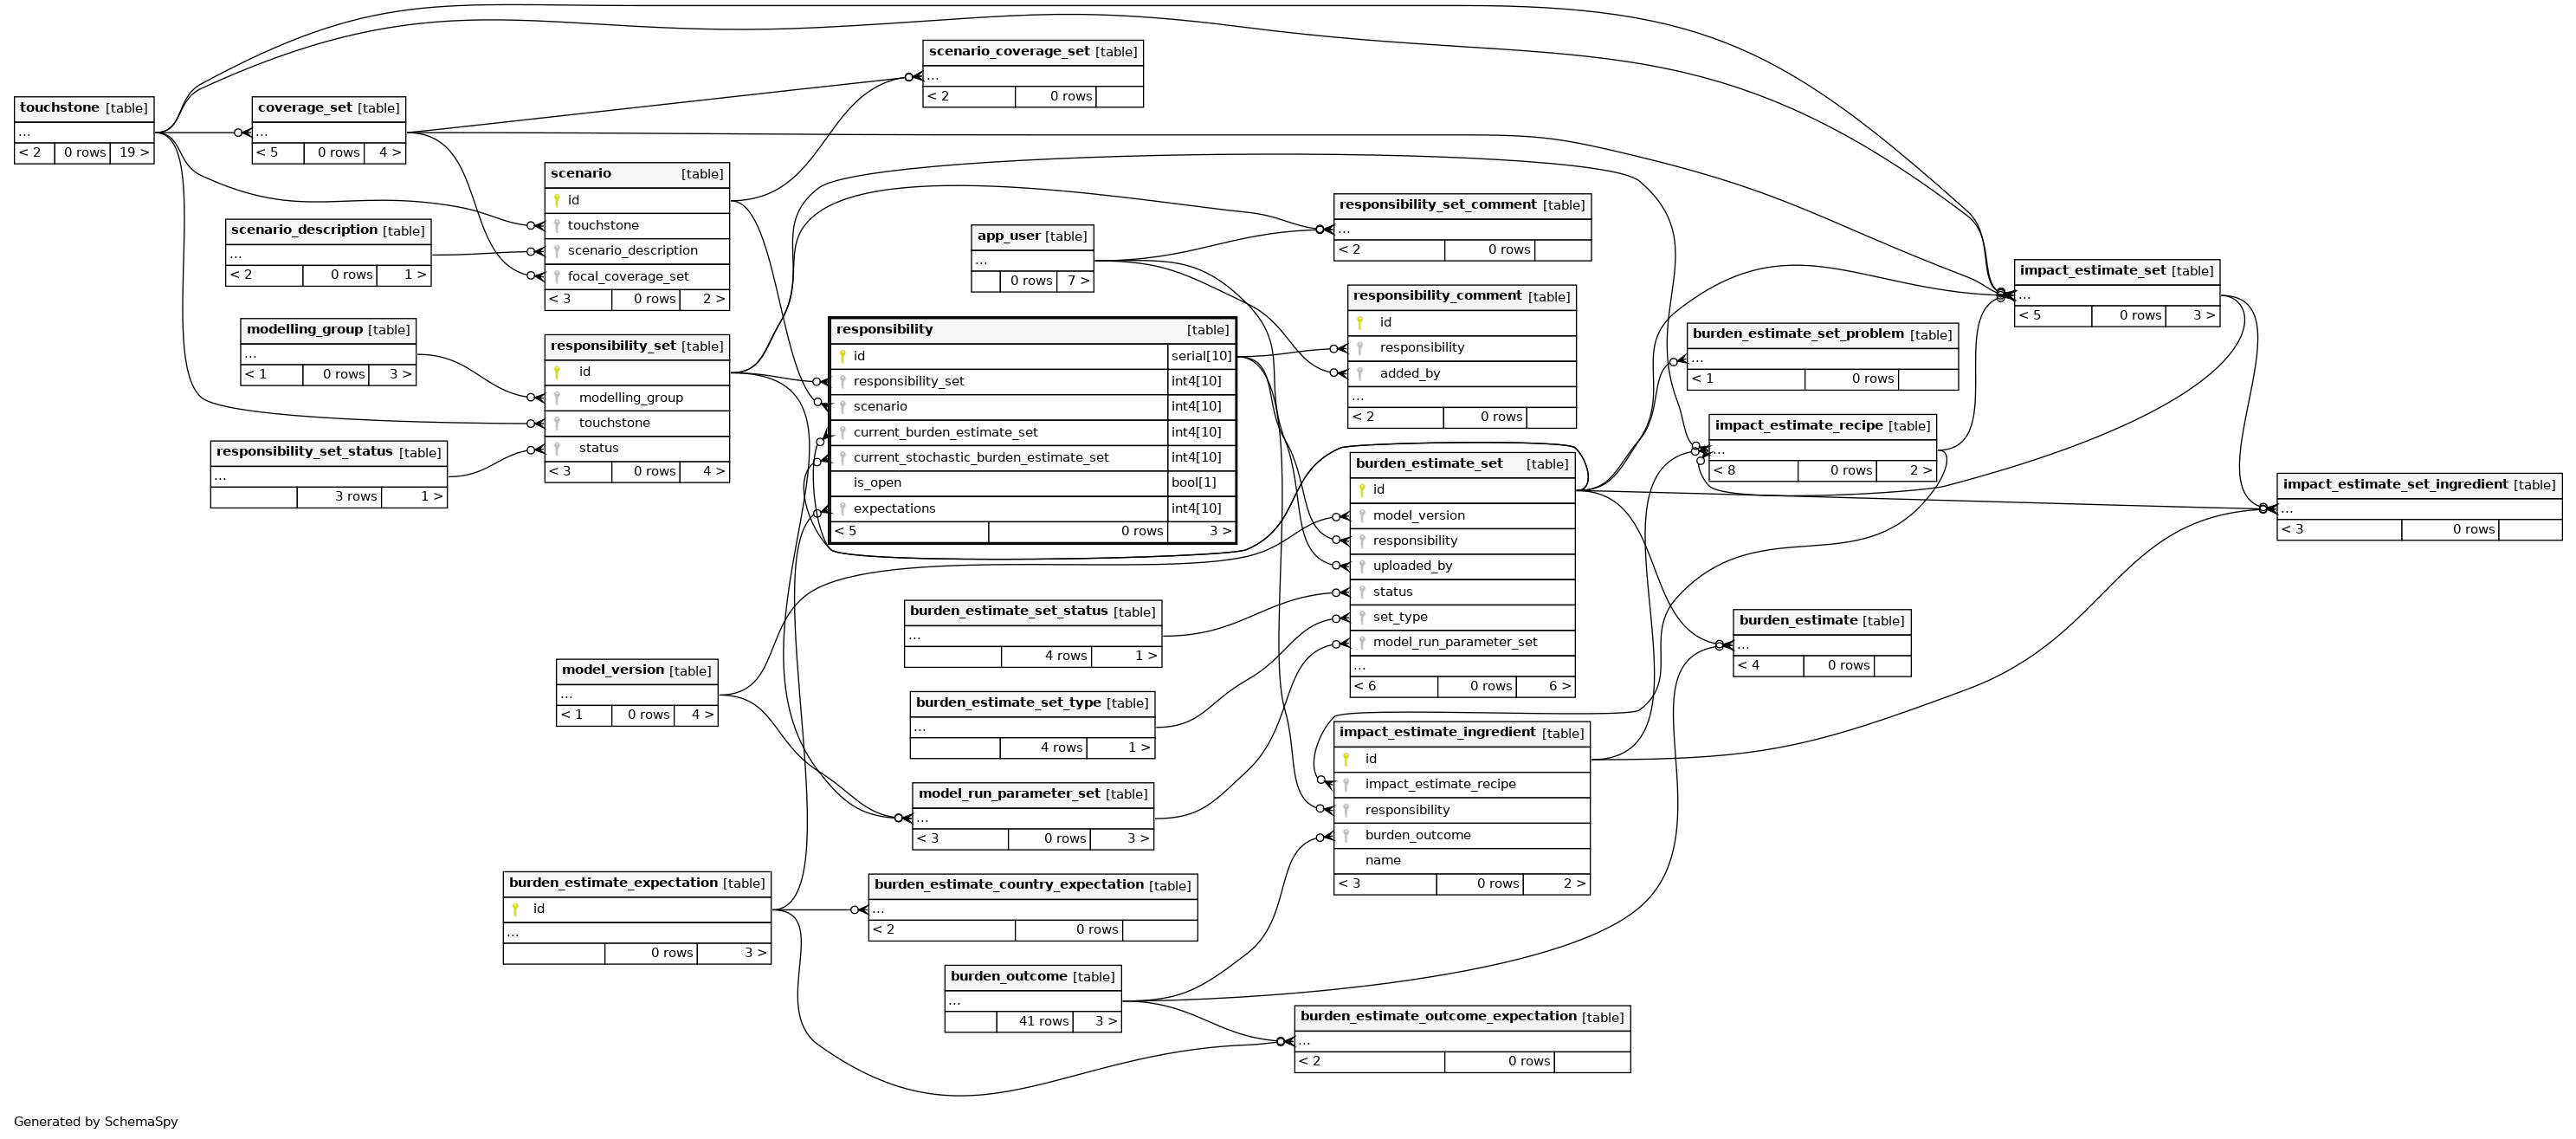 scenario_coverage_set [table]
...
< 2 0 rows
touchstone [table]
...
< 2 0 rows 19 >
coverage_set [table]
...
< 5 0 rows 4 >
scenario [table]
id
touchstone
scenario_description
focal_coverage_set
< 3 0 rows 2 >
responsibility_set_comment [table]
...
< 2 0 rows
scenario_description [table]
...
< 2 0 rows 1 >
app_user [table]
...
0 rows 7 >
impact_estimate_set [table]
...
< 5 0 rows 3 >
responsibility_comment [table]
id
responsibility
added_by
...
< 2 0 rows
modelling_group [table]
...
< 1 0 rows 3 >
responsibility [table]
id serial[10]
responsibility_set int4[10]
scenario int4[10]
current_burden_estimate_set int4[10]
current_stochastic_burden_estimate_set int4[10]
is_open bool[1]
expectations int4[10]
< 5 0 rows 3 >
burden_estimate_set_problem [table]
...
< 1 0 rows
responsibility_set [table]
id
modelling_group
touchstone
status
< 3 0 rows 4 >
impact_estimate_recipe [table]
...
< 8 0 rows 2 >
responsibility_set_status [table]
...
3 rows 1 >
burden_estimate_set [table]
id
model_version
responsibility
uploaded_by
status
set_type
model_run_parameter_set
...
< 6 0 rows 6 >
impact_estimate_set_ingredient [table]
...
< 3 0 rows
burden_estimate_set_status [table]
...
4 rows 1 >
burden_estimate [table]
...
< 4 0 rows
model_version [table]
...
< 1 0 rows 4 >
burden_estimate_set_type [table]
...
4 rows 1 >
impact_estimate_ingredient [table]
id
impact_estimate_recipe
responsibility
burden_outcome
name
< 3 0 rows 2 >
model_run_parameter_set [table]
...
< 3 0 rows 3 >
burden_estimate_expectation [table]
id
...
0 rows 3 >
burden_estimate_country_expectation [table]
...
< 2 0 rows
burden_outcome [table]
...
41 rows 3 >
burden_estimate_outcome_expectation [table]
...
< 2 0 rows
Generated by SchemaSpy